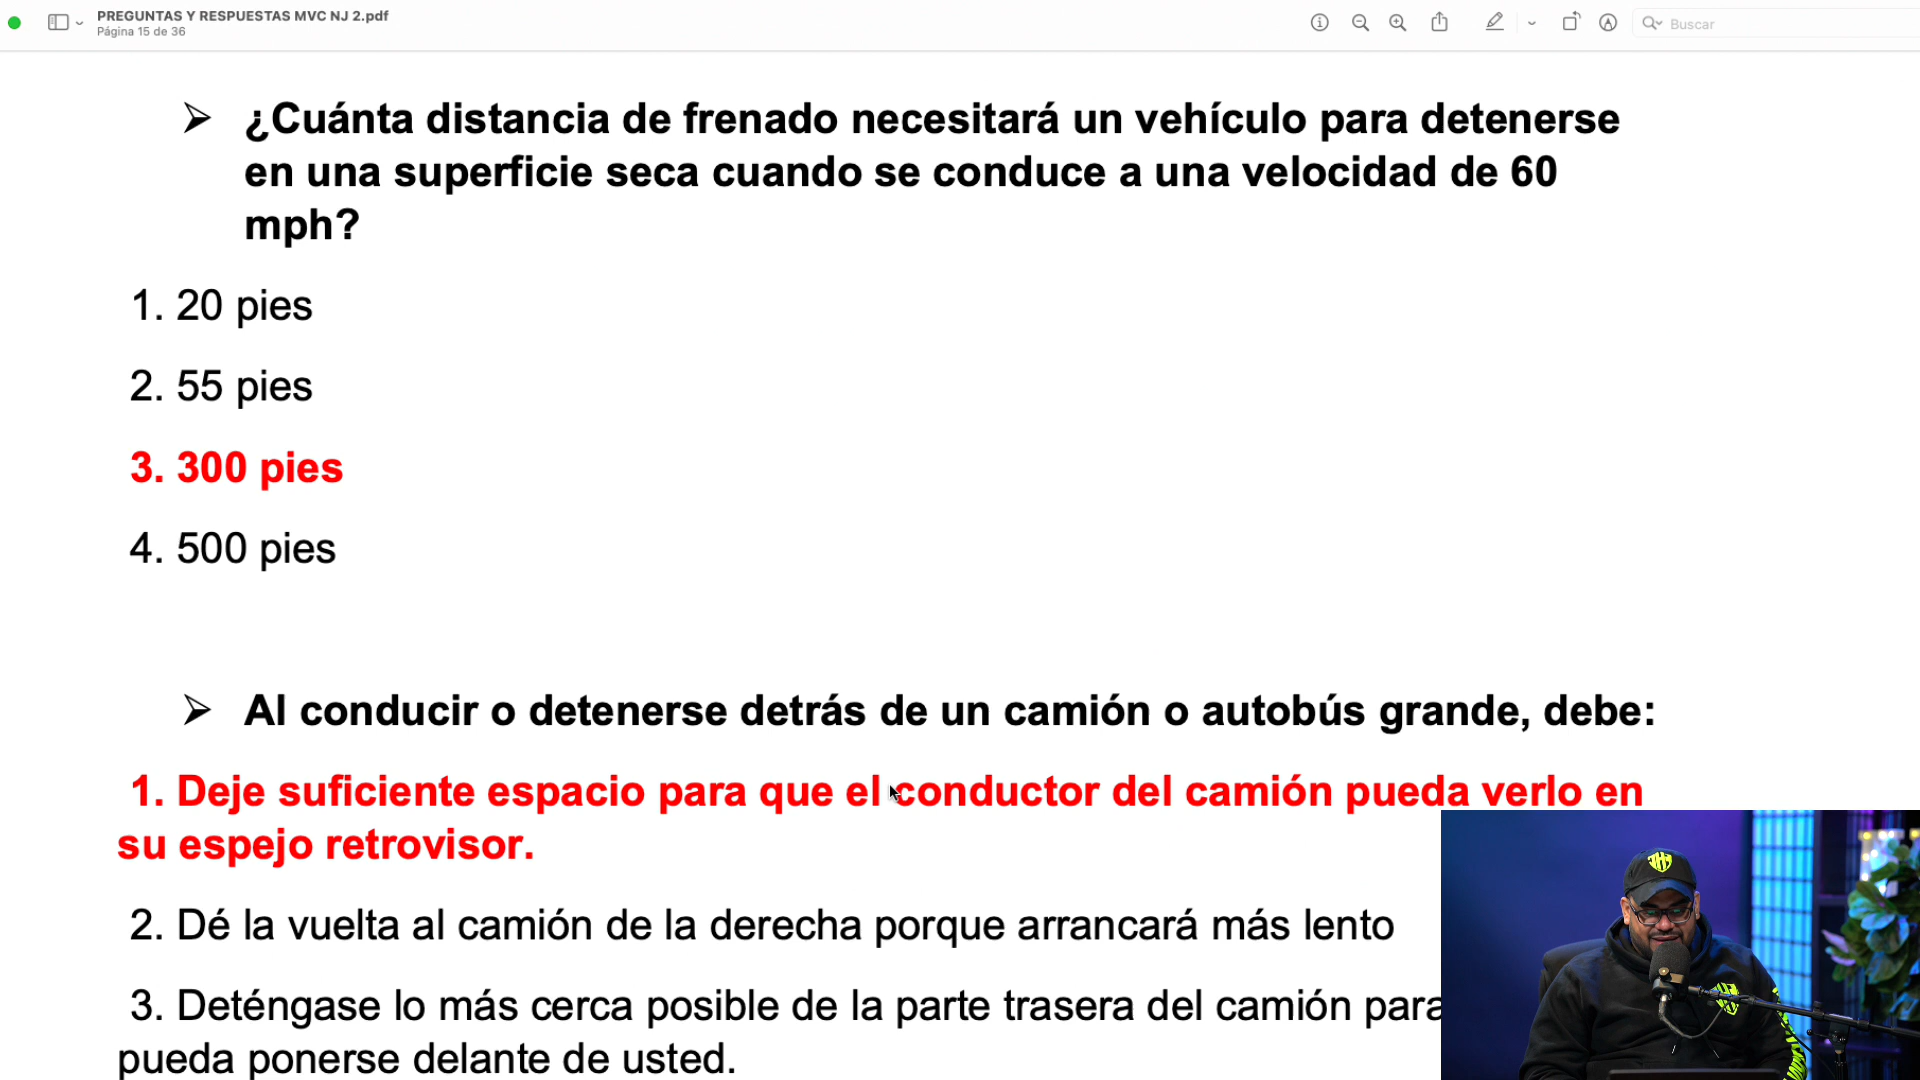 PREGUNTAS Y RESPUESTAS MVC NJ 2.pdf
Página 15 de 36
Buscar
➢ ¿Cuánta distancia de frenado necesitará un vehículo para detenerse
en una superficie seca cuando se conduce a una velocidad de 60
mph?
1. 20 pies
2. 55 pies
3. 300 pies
4. 500 pies
➢ Al conducir o detenerse detrás de un camión o autobús grande, debe:
1. Deje suficiente espacio para que el conductor del camión pueda verlo en
su espejo retrovisor.
2. Dé la vuelta al camión de la derecha porque arrancará más lento
3. Deténgase lo más cerca posible de la parte trasera del camión para
pueda ponerse delante de usted.